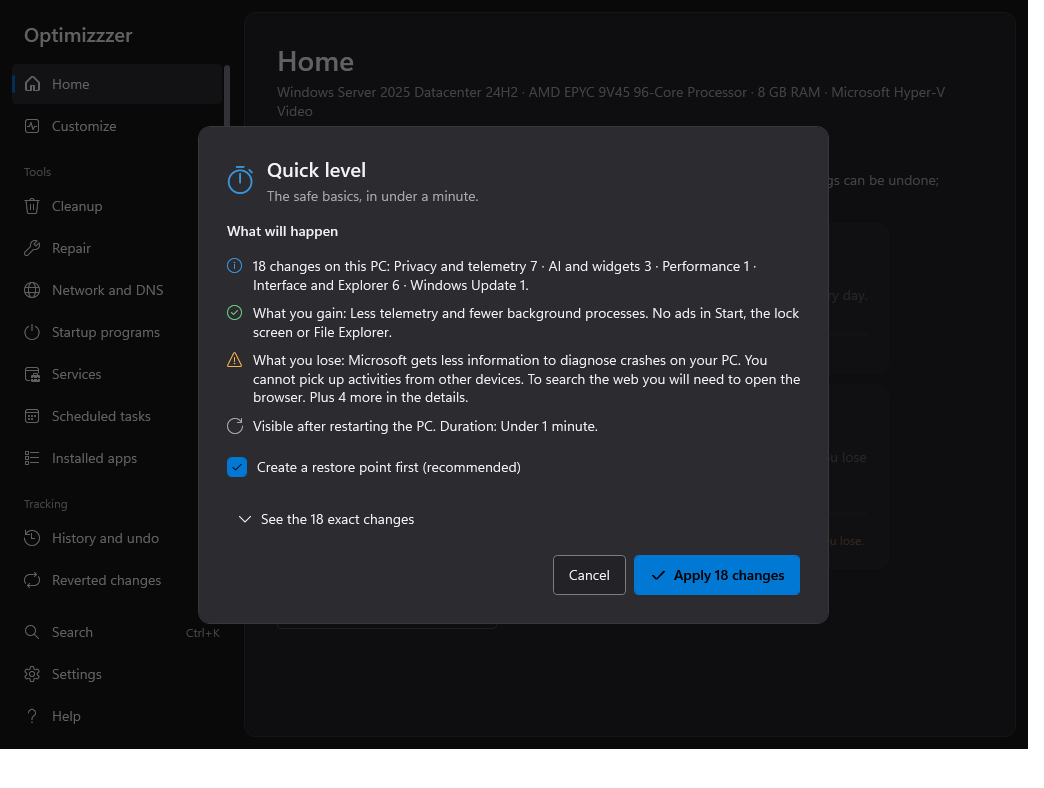 Optimizzzer
Home
Customize
Tools
Cleanup
Repair
Network and DNS
Startup programs
Services
Scheduled tasks
Installed apps
Tracking
History and undo
Reverted changes
Search Ctrl+K
Settings
Help
Home
Windows Server 2025 Datacenter 24H2 · AMD EPYC 9V45 96-Core Processor · 8 GB RAM · Microsoft Hyper-V
Video
can be undone;
ry day.
lose
lose.
Quick level
The safe basics, in under a minute.
What will happen
18 changes on this PC: Privacy and telemetry 7 · AI and widgets 3 · Performance 1 ·
Interface and Explorer 6 · Windows Update 1.
What you gain: Less telemetry and fewer background processes. No ads in Start, the lock
screen or File Explorer.
What you lose: Microsoft gets less information to diagnose crashes on your PC. You
cannot pick up activities from other devices. To search the web you will need to open the
browser. Plus 4 more in the details.
Visible after restarting the PC. Duration: Under 1 minute.
Create a restore point first (recommended)
See the 18 exact changes
Cancel
Apply 18 changes